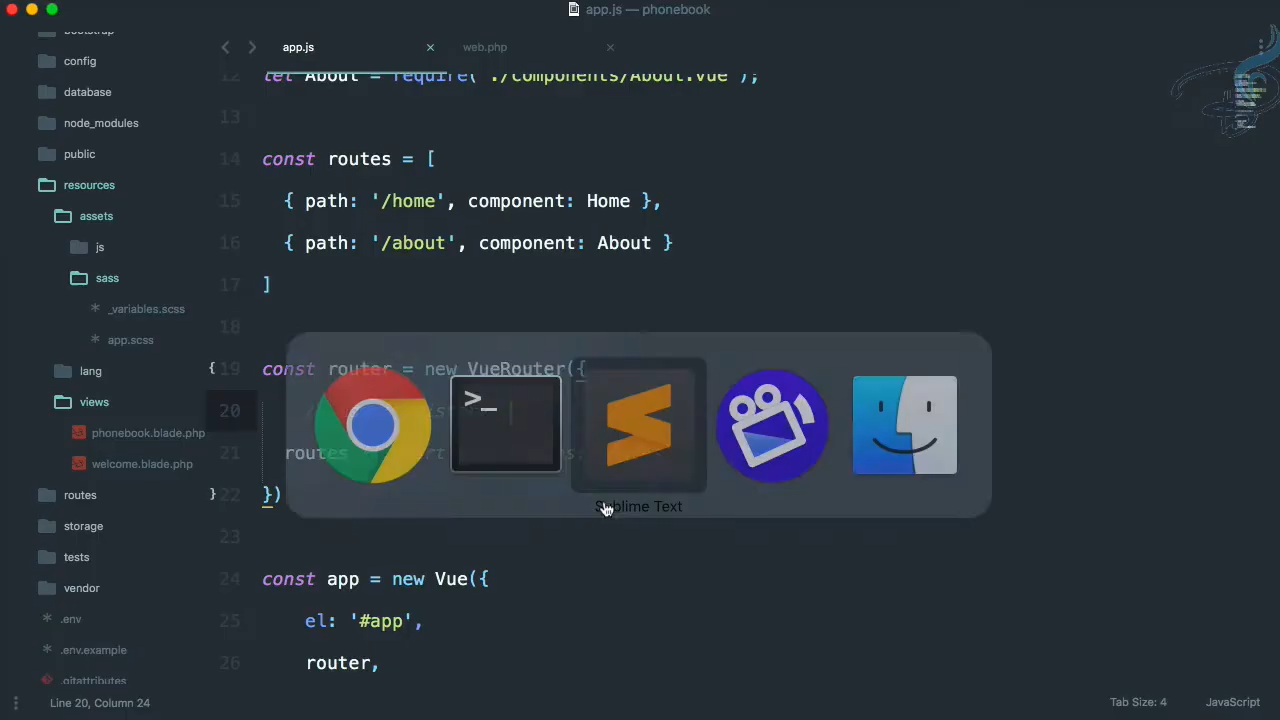 app.js — phonebook
bootstrap
config
database
node_modules
public
resources
assets
js
sass
_variables.scss
app.scss
lang
views
phonebook.blade.php
welcome.blade.php
routes
storage
tests
vendor
.env
.env.example
.gitattributes
app.js
web.php
12 let About = require('./components/About.vue');
13
14 const routes = [
15 { path: '/home', component: Home },
16 { path: '/about', component: About }
17 ]
18
19 const router = new VueRouter({
20
21 routes
22 })
23
24 const app = new Vue({
25 el: '#app',
26 router,
>_
Sublime Text
Line 20, Column 24
Tab Size: 4
JavaScript